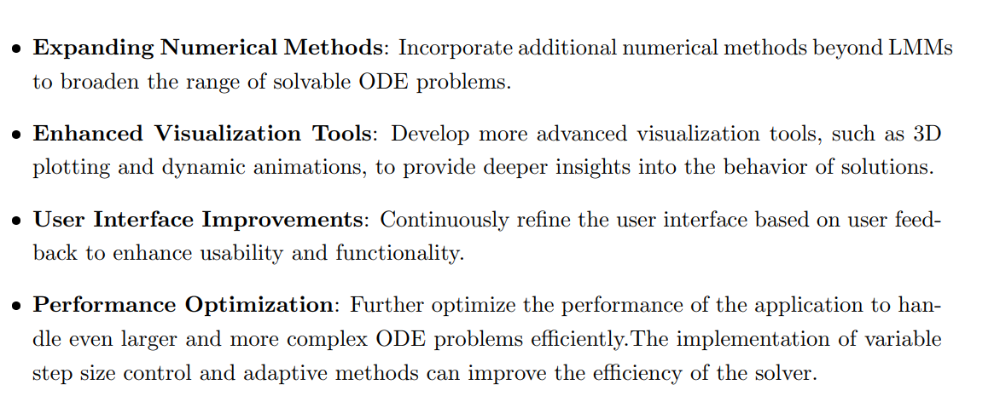 • Expanding Numerical Methods: Incorporate additional numerical methods beyond LMMs
to broaden the range of solvable ODE problems.
• Enhanced Visualization Tools: Develop more advanced visualization tools, such as 3D
plotting and dynamic animations, to provide deeper insights into the behavior of solutions.
• User Interface Improvements: Continuously refine the user interface based on user feed-
back to enhance usability and functionality.
• Performance Optimization: Further optimize the performance of the application to han-
dle even larger and more complex ODE problems efficiently.The implementation of variable
step size control and adaptive methods can improve the efficiency of the solver.